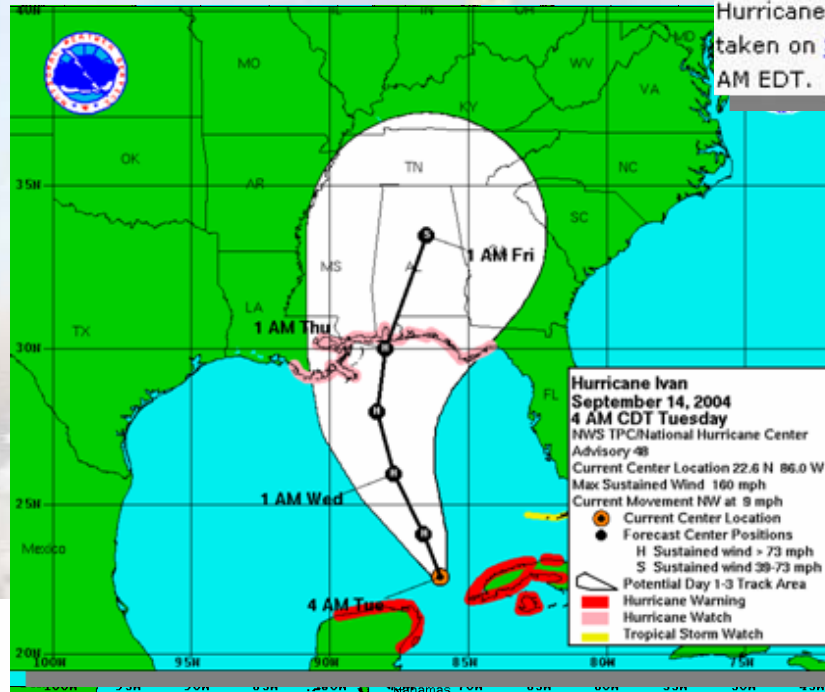 Hurricane
taken on
AM EDT.
40N
MO
WV
MD
VA
KY
OK
TN
NC
AR
35N
SC
1 AM Fri
MS
AL
LA
1 AM Thu
TX
30N
FL
Hurricane Ivan
September 14, 2004
4 AM CDT Tuesday
NWS TPC/National Hurricane Center
Advisory 48
Current Center Location 22.6 N 86.0 W
Max Sustained Wind 160 mph
Current Movement NW at 9 mph
Current Center Location
Forecast Center Positions
H Sustained wind > 73 mph
S Sustained wind 39-73 mph
Potential Day 1-3 Track Area
Hurricane Warning
Hurricane Watch
Tropical Storm Watch
S
H
H
H
H
1 AM Wed
25N
Mexico
4 AM Tue
20N
100W 95W 90W 85W 80W